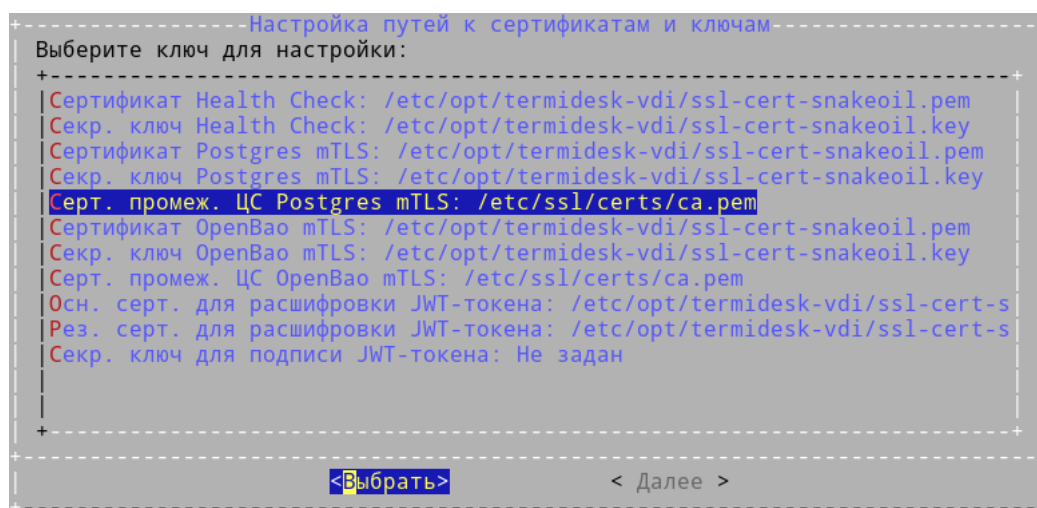 Настройка путей к сертификатам и ключам
Выберите ключ для настройки:
Сертификат Health Check: /etc/opt/termidesk-vdi/ssl-cert-snakeoil.pem
Секр. ключ Health Check: /etc/opt/termidesk-vdi/ssl-cert-snakeoil.key
Сертификат Postgres mTLS: /etc/opt/termidesk-vdi/ssl-cert-snakeoil.pem
Секр. ключ Postgres mTLS: /etc/opt/termidesk-vdi/ssl-cert-snakeoil.key
Серт. промеж. ЦС Postgres mTLS: /etc/ssl/certs/ca.pem
Сертификат OpenBao mTLS: /etc/opt/termidesk-vdi/ssl-cert-snakeoil.pem
Секр. ключ OpenBao mTLS: /etc/opt/termidesk-vdi/ssl-cert-snakeoil.key
Серт. промеж. ЦС OpenBao mTLS: /etc/ssl/certs/ca.pem
Осн. серт. для расшифровки JWT-токена: /etc/opt/termidesk-vdi/ssl-cert-s
Рез. серт. для расшифровки JWT-токена: /etc/opt/termidesk-vdi/ssl-cert-s
Секр. ключ для подписи JWT-токена: Не задан
<Выбрать> < Далее >